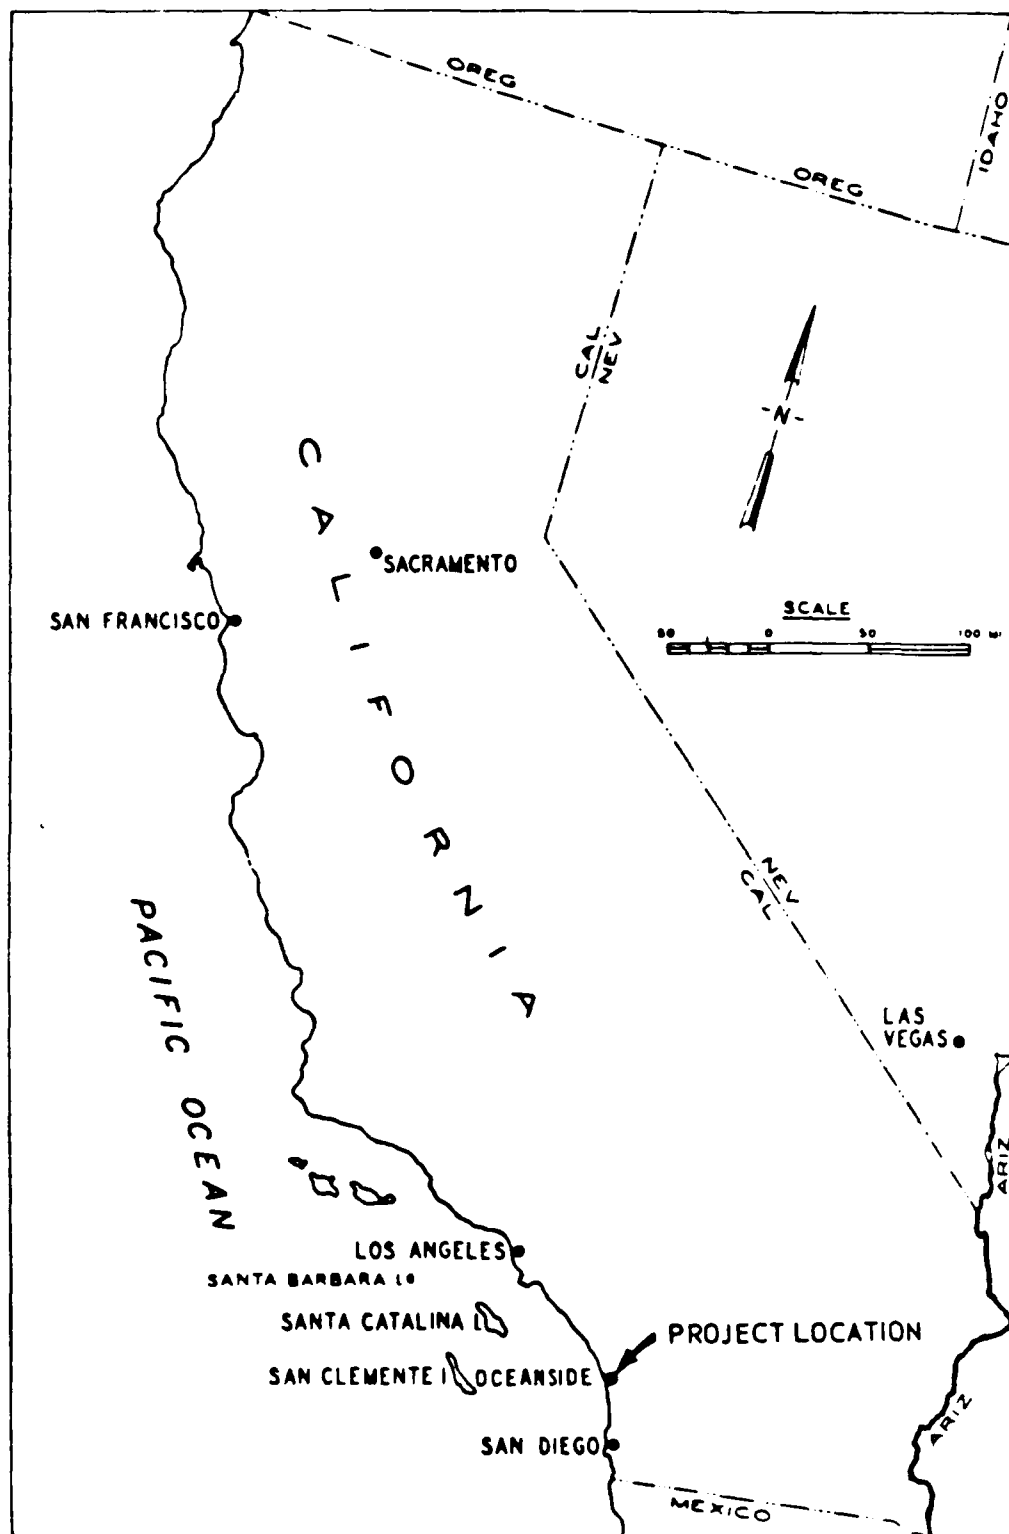 OREG
OREG
IDAHO
CAL
NEV
-N-
CALIFORNIA
SACRAMENTO
SAN FRANCISCO
SCALE
50 0 50 100 MI
NEV
CAL
PACIFIC OCEAN
LAS
VEGAS
ARIZ
LOS ANGELES
SANTA BARBARA I
SANTA CATALINA I
PROJECT LOCATION
SAN CLEMENTE I
OCEANSIDE
ARIZ
SAN DIEGO
MEXICO